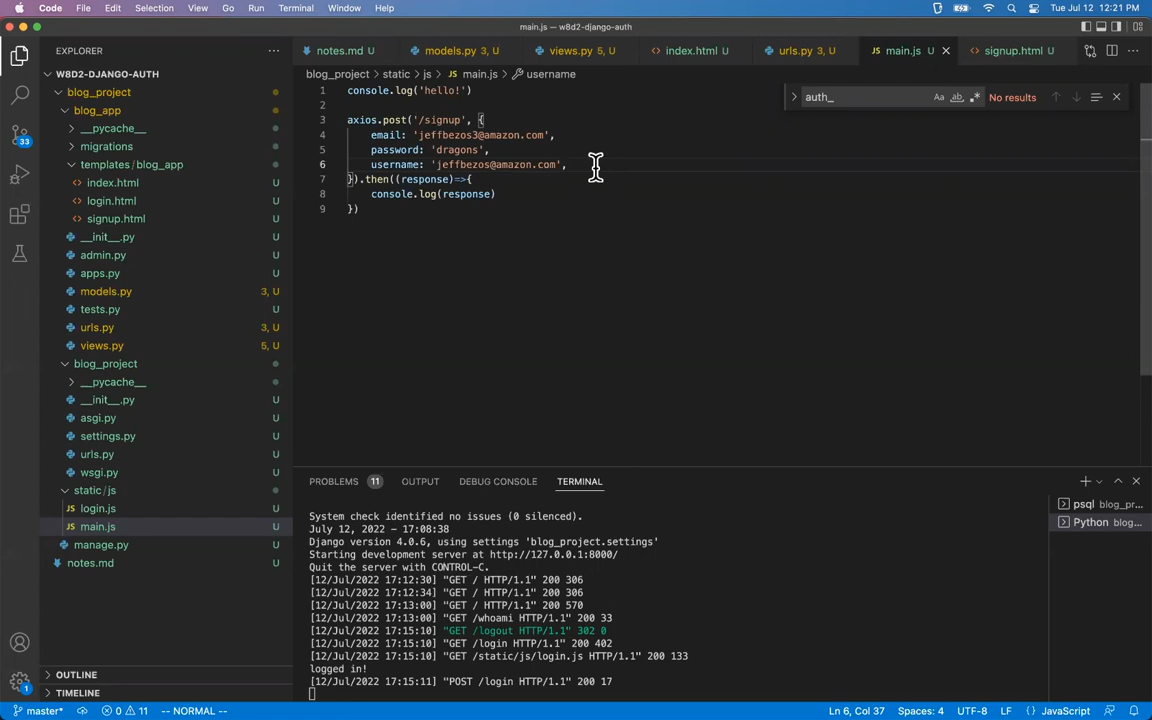 Code File Edit Selection View Go Run Terminal Window Help Tue Jul 12 12:21 PM
main.js — w8d2-django-auth
EXPLORER
notes.md U models.py 3, U views.py 5, U index.html U urls.py 3, U main.js U signup.html U
W8D2-DJANGO-AUTH
blog_project
blog_app
__pycache__
migrations
templates/blog_app
index.html U
login.html U
signup.html U
__init__.py U
admin.py U
apps.py U
models.py 3, U
tests.py U
urls.py 3, U
views.py 5, U
blog_project
__pycache__
__init__.py U
asgi.py U
settings.py U
urls.py U
wsgi.py U
static/js
login.js U
main.js U
manage.py U
notes.md U
OUTLINE
TIMELINE
33
1
blog_project > static > js > JS main.js > username
1 console.log('hello!')
2
3 axios.post('/signup', {
4 email: 'jeffbezos3@amazon.com',
5 password: 'dragons',
6 username: 'jeffbezos@amazon.com',
7 }).then((response)=>{
8 console.log(response)
9 })
auth_ Aa ab No results
PROBLEMS 11 OUTPUT DEBUG CONSOLE TERMINAL
psql blog_pr...
Python blog...
System check identified no issues (0 silenced).
July 12, 2022 - 17:08:38
Django version 4.0.6, using settings 'blog_project.settings'
Starting development server at http://127.0.0.1:8000/
Quit the server with CONTROL-C.
[12/Jul/2022 17:12:30] "GET / HTTP/1.1" 200 306
[12/Jul/2022 17:12:34] "GET / HTTP/1.1" 200 306
[12/Jul/2022 17:13:00] "GET / HTTP/1.1" 200 570
[12/Jul/2022 17:13:00] "GET /whoami HTTP/1.1" 200 33
[12/Jul/2022 17:15:10] "GET /logout HTTP/1.1" 302 0
[12/Jul/2022 17:15:10] "GET /login HTTP/1.1" 200 402
[12/Jul/2022 17:15:10] "GET /static/js/login.js HTTP/1.1" 200 133
logged in!
[12/Jul/2022 17:15:11] "POST /login HTTP/1.1" 200 17
master* 0 11 -- NORMAL -- Ln 6, Col 37 Spaces: 4 UTF-8 LF JavaScript